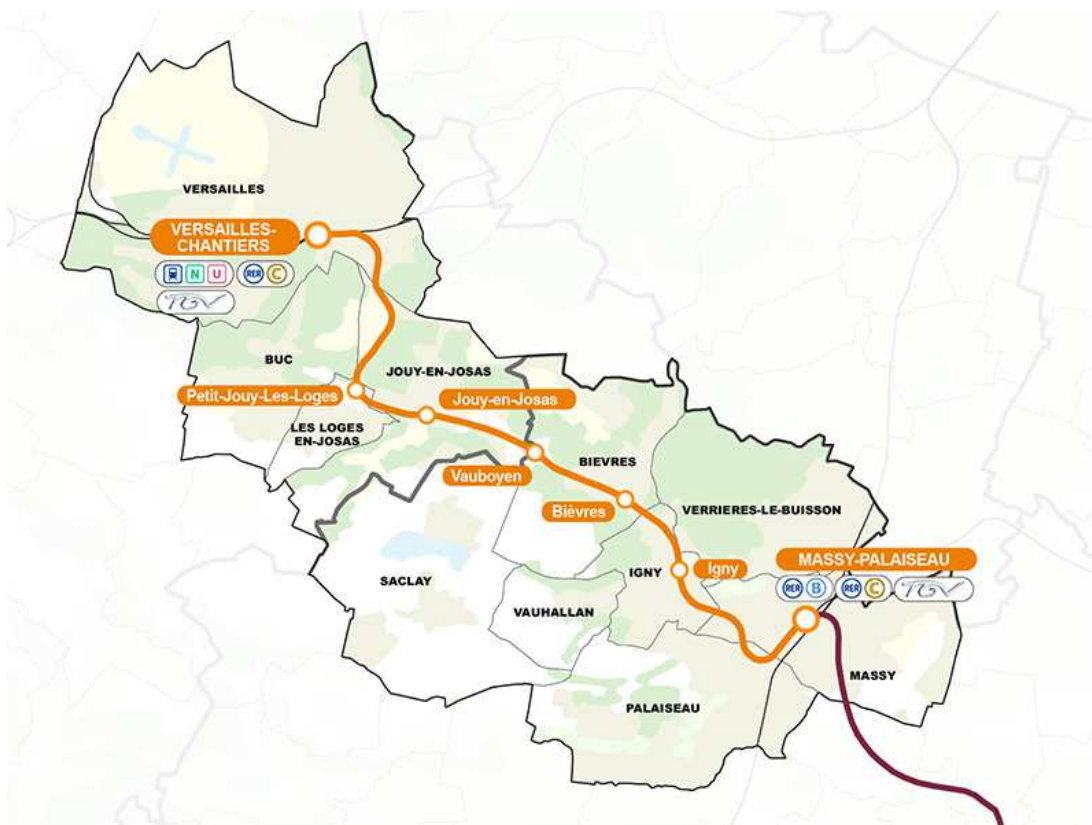 VERSAILLES
VERSAILLES-
CHANTIERS
N U RER C
TGV
BUC
JOUY-EN-JOSAS
Petit-Jouy-Les-Loges
Jouy-en-Josas
LES LOGES
EN-JOSAS
Vauboyen
BIEVRES
Bièvres
VERRIERES-LE-BUISSON
MASSY-PALAISEAU
RER B RER C TGV
Igny
IGNY
SACLAY
VAUHALLAN
MASSY
PALAISEAU